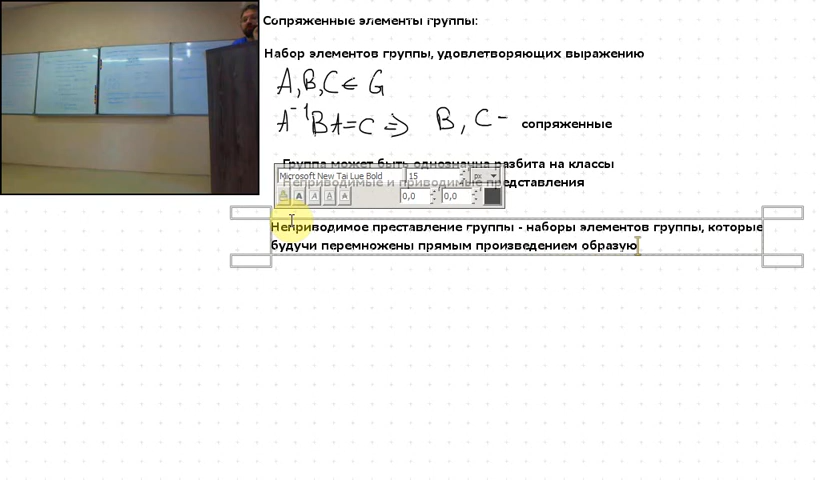 Сопряженные элементы группы:
Набор элементов группы, удовлетворяющих выражению
A, B, C ∈ G
A⁻¹BA = C ⇒ B, C - сопряженные
Группа может быть однозначна разбита на классы
Microsoft New Tai Lue Bold 15 px
Неприводимые и приводимые представления
0,0 0,0
Неприводимое преставление группы - наборы элементов группы, которые
будучи перемножены прямым произведением образую